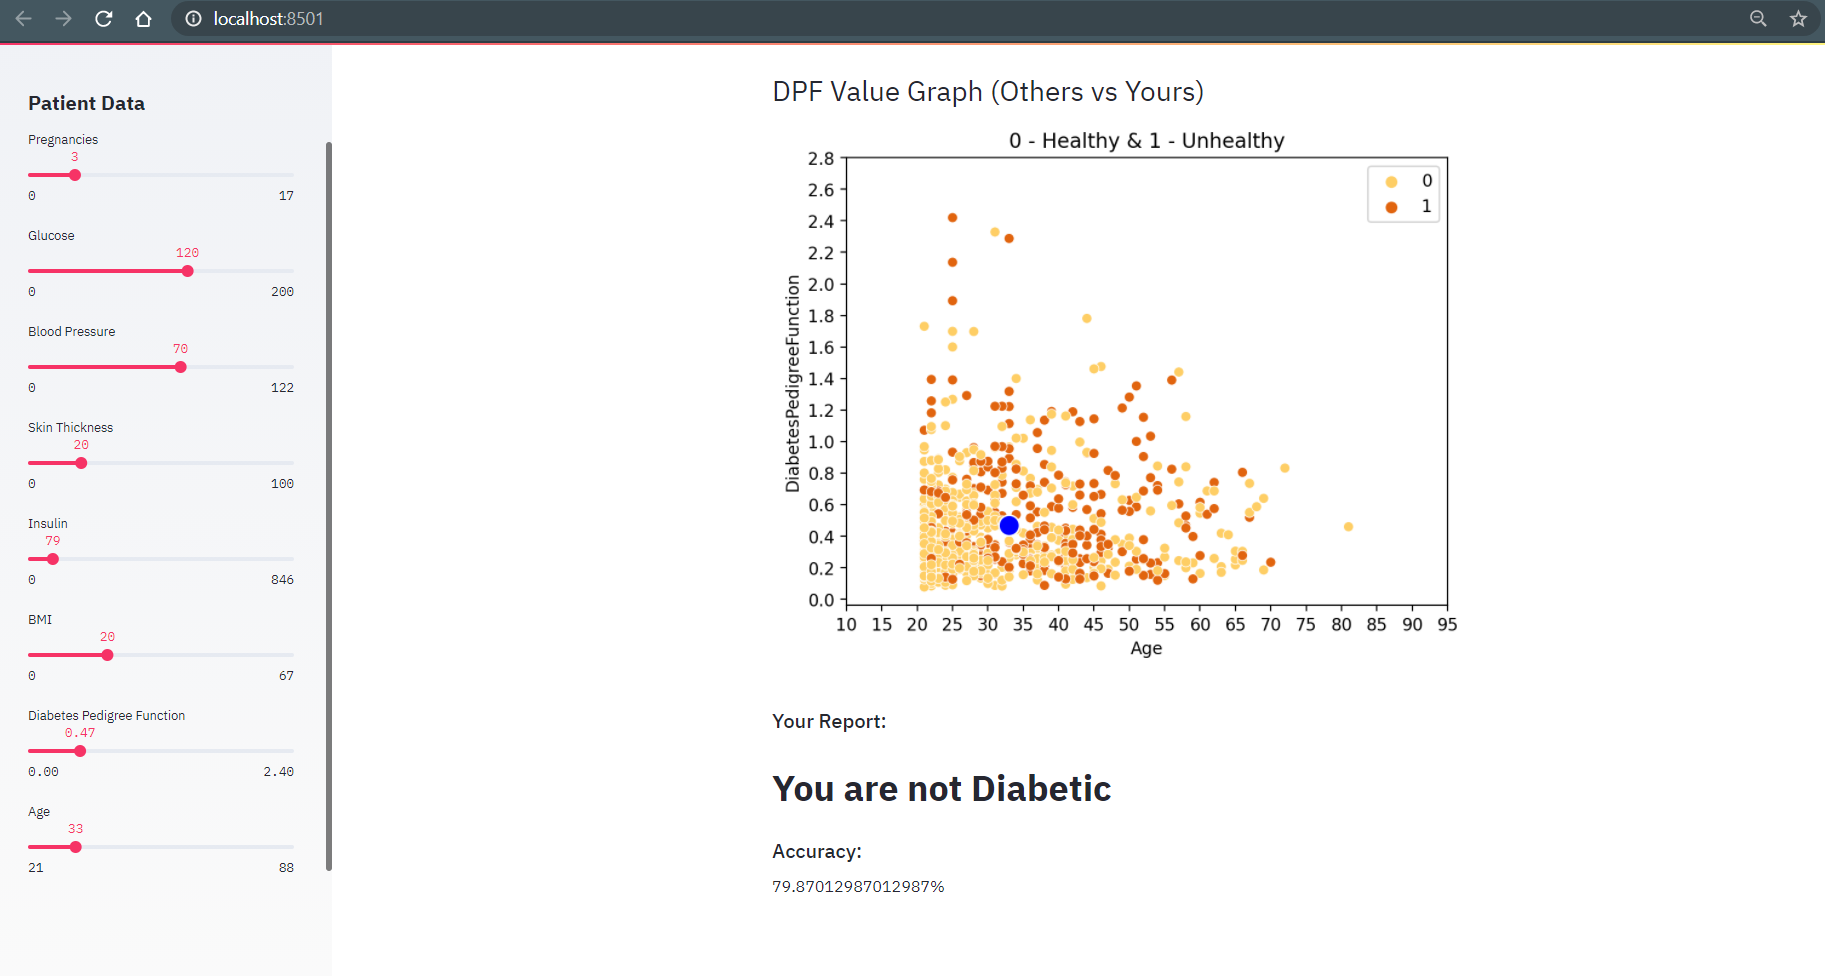 localhost:8501
Patient Data
Pregnancies
3
0 17
Glucose
120
0 200
Blood Pressure
70
0 122
Skin Thickness
20
0 100
Insulin
79
0 846
BMI
20
0 67
Diabetes Pedigree Function
0.47
0.00 2.40
Age
33
21 88
DPF Value Graph (Others vs Yours)
0 - Healthy & 1 - Unhealthy
0
1
DiabetesPedigreeFunction
2.8
2.6
2.4
2.2
2.0
1.8
1.6
1.4
1.2
1.0
0.8
0.6
0.4
0.2
0.0
10 15 20 25 30 35 40 45 50 55 60 65 70 75 80 85 90 95
Age
Your Report:
You are not Diabetic
Accuracy:
79.87012987012987%